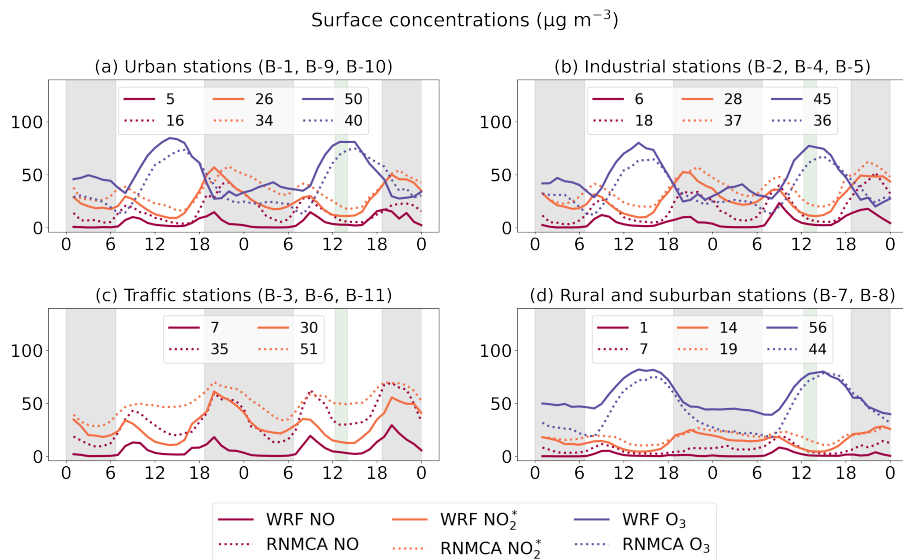 Surface concentrations (µg m⁻³)
(a) Urban stations (B-1, B-9, B-10)
5 26 50
16 34 40
100
50
0
0 6 12 18 0 6 12 18 0
(b) Industrial stations (B-2, B-4, B-5)
6 28 45
18 37 36
100
50
0
0 6 12 18 0 6 12 18 0
(c) Traffic stations (B-3, B-6, B-11)
7 30
35 51
100
50
0
0 6 12 18 0 6 12 18 0
(d) Rural and suburban stations (B-7, B-8)
1 14 56
7 19 44
100
50
0
0 6 12 18 0 6 12 18 0
WRF NO WRF NO₂* WRF O₃
RNMCA NO RNMCA NO₂* RNMCA O₃